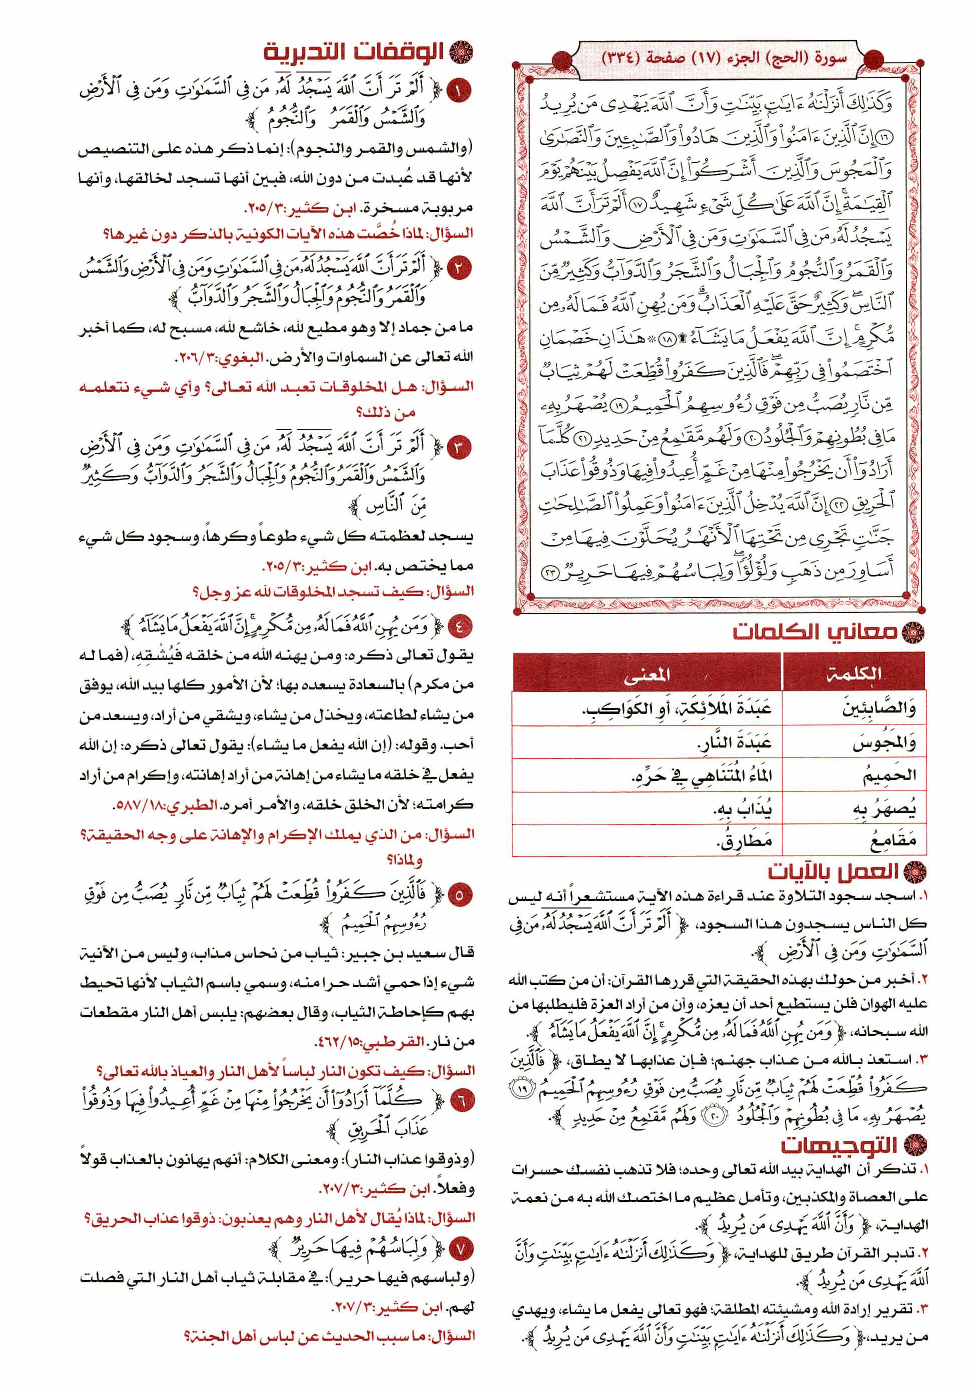 سورة (الحج) الجزء (١٧) صفحة (٣٣٤)
وَكَذَٰلِكَ أَنزَلْنَٰهُ ءَايَٰتٍۭ بَيِّنَٰتٍ وَأَنَّ ٱللَّهَ يَهْدِى مَن يُرِيدُ
١٦ إِنَّ ٱلَّذِينَ ءَامَنُوا۟ وَٱلَّذِينَ هَادُوا۟ وَٱلصَّٰبِـِٔينَ وَٱلنَّصَٰرَىٰ
وَٱلْمَجُوسَ وَٱلَّذِينَ أَشْرَكُوٓا۟ إِنَّ ٱللَّهَ يَفْصِلُ بَيْنَهُمْ يَوْمَ
ٱلْقِيَٰمَةِ ۚ إِنَّ ٱللَّهَ عَلَىٰ كُلِّ شَىْءٍ شَهِيدٌ ١٧ أَلَمْ تَرَ أَنَّ ٱللَّهَ
يَسْجُدُ لَهُۥ مَن فِى ٱلسَّمَٰوَٰتِ وَمَن فِى ٱلْأَرْضِ وَٱلشَّمْسُ
وَٱلْقَمَرُ وَٱلنُّجُومُ وَٱلْجِبَالُ وَٱلشَّجَرُ وَٱلدَّوَآبُّ وَكَثِيرٌ مِّنَ
ٱلنَّاسِ ۖ وَكَثِيرٌ حَقَّ عَلَيْهِ ٱلْعَذَابُ ۗ وَمَن يُهِنِ ٱللَّهُ فَمَا لَهُۥ مِن
مُّكْرِمٍ ۚ إِنَّ ٱللَّهَ يَفْعَلُ مَا يَشَآءُ ۩ ١٨ ۞ هَٰذَانِ خَصْمَانِ
ٱخْتَصَمُوا۟ فِى رَبِّهِمْ ۖ فَٱلَّذِينَ كَفَرُوا۟ قُطِّعَتْ لَهُمْ ثِيَابٌ
مِّن نَّارٍ يُصَبُّ مِن فَوْقِ رُءُوسِهِمُ ٱلْحَمِيمُ ١٩ يُصْهَرُ بِهِۦ
مَا فِى بُطُونِهِمْ وَٱلْجُلُودُ ٢٠ وَلَهُم مَّقَٰمِعُ مِنْ حَدِيدٍ ٢١ كُلَّمَآ
أَرَادُوٓا۟ أَن يَخْرُجُوا۟ مِنْهَا مِنْ غَمٍّ أُعِيدُوا۟ فِيهَا وَذُوقُوا۟ عَذَابَ
ٱلْحَرِيقِ ٢٢ إِنَّ ٱللَّهَ يُدْخِلُ ٱلَّذِينَ ءَامَنُوا۟ وَعَمِلُوا۟ ٱلصَّٰلِحَٰتِ
جَنَّٰتٍ تَجْرِى مِن تَحْتِهَا ٱلْأَنْهَٰرُ يُحَلَّوْنَ فِيهَا مِنْ
أَسَاوِرَ مِن ذَهَبٍ وَلُؤْلُؤًا ۖ وَلِبَاسُهُمْ فِيهَا حَرِيرٌ ٢٣
معاني الكلمات
الكلمة المعنى
وَالصَّابِئِينَ عَبَدَةَ المَلَائِكَةِ، أَوِ الكَوَاكِبِ.
وَالمَجُوسَ عَبَدَةَ النَّارِ.
الحَمِيمُ المَاءُ المُتَنَاهِي فِي حَرِّهِ.
يُصْهَرُ بِهِ يُذَابُ بِهِ.
مَقَامِعُ مَطَارِقُ.
العمل بالآيات
١. اسجد سجود التلاوة عند قراءة هذه الآية مستشعراً أنه ليس
كل الناس يسجدون هذا السجود، ﴿ أَلَمْ تَرَ أَنَّ ٱللَّهَ يَسْجُدُ لَهُۥ مَن فِى
ٱلسَّمَٰوَٰتِ وَمَن فِى ٱلْأَرْضِ ﴾.
٢. أخبر من حولك بهذه الحقيقة التي قررها القرآن: أن من كتب الله
عليه الهوان فلن يستطيع أحد أن يعزه، وأن من أراد العزة فليطلبها من
الله سبحانه، ﴿ وَمَن يُهِنِ ٱللَّهُ فَمَا لَهُۥ مِن مُّكْرِمٍ ۚ إِنَّ ٱللَّهَ يَفْعَلُ مَا يَشَآءُ ﴾.
٣. استعذ بالله من عذاب جهنم؛ فإن عذابها لا يطاق، ﴿ فَٱلَّذِينَ
كَفَرُوا۟ قُطِّعَتْ لَهُمْ ثِيَابٌ مِّن نَّارٍ يُصَبُّ مِن فَوْقِ رُءُوسِهِمُ ٱلْحَمِيمُ ١٩
يُصْهَرُ بِهِۦ مَا فِى بُطُونِهِمْ وَٱلْجُلُودُ ٢٠ وَلَهُم مَّقَٰمِعُ مِنْ حَدِيدٍ ﴾.
التوجيهات
١. تذكر أن الهداية بيد الله تعالى وحده؛ فلا تذهب نفسك حسرات
على العصاة والمكذبين، وتأمل عظيم ما اختصك الله به من نعمة
الهداية، ﴿ وَأَنَّ ٱللَّهَ يَهْدِى مَن يُرِيدُ ﴾.
٢. تدبر القرآن طريق للهداية، ﴿ وَكَذَٰلِكَ أَنزَلْنَٰهُ ءَايَٰتٍۭ بَيِّنَٰتٍ وَأَنَّ
ٱللَّهَ يَهْدِى مَن يُرِيدُ ﴾.
٣. تقرير إرادة الله ومشيئته المطلقة؛ فهو تعالى يفعل ما يشاء، ويهدي
من يريد، ﴿ وَكَذَٰلِكَ أَنزَلْنَٰهُ ءَايَٰتٍۭ بَيِّنَٰتٍ وَأَنَّ ٱللَّهَ يَهْدِى مَن يُرِيدُ ﴾.
الوقفات التدبرية
١ ﴿ أَلَمْ تَرَ أَنَّ ٱللَّهَ يَسْجُدُ لَهُۥ مَن فِى ٱلسَّمَٰوَٰتِ وَمَن فِى ٱلْأَرْضِ
وَٱلشَّمْسُ وَٱلْقَمَرُ وَٱلنُّجُومُ ﴾
(والشمس والقمر والنجوم): إنما ذكر هذه على التنصيص
لأنها قد عُبدت من دون الله، فبين أنها تسجد لخالقها، وأنها
مربوبة مسخرة. ابن كثير:٢٠٥/٣.
السؤال: لماذا خُصَّت هذه الآيات الكونية بالذكر دون غيرها؟
٢ ﴿ أَلَمْ تَرَ أَنَّ ٱللَّهَ يَسْجُدُ لَهُۥ مَن فِى ٱلسَّمَٰوَٰتِ وَمَن فِى ٱلْأَرْضِ وَٱلشَّمْسُ
وَٱلْقَمَرُ وَٱلنُّجُومُ وَٱلْجِبَالُ وَٱلشَّجَرُ وَٱلدَّوَآبُّ ﴾
ما من جماد إلا وهو مطيع لله، خاشع لله، مسبح له، كما أخبر
الله تعالى عن السماوات والأرض. البغوي:٢٠٦/٣.
السؤال: هل المخلوقات تعبد الله تعالى؟ وأي شيء نتعلمه
من ذلك؟
٣ ﴿ أَلَمْ تَرَ أَنَّ ٱللَّهَ يَسْجُدُ لَهُۥ مَن فِى ٱلسَّمَٰوَٰتِ وَمَن فِى ٱلْأَرْضِ
وَٱلشَّمْسُ وَٱلْقَمَرُ وَٱلنُّجُومُ وَٱلْجِبَالُ وَٱلشَّجَرُ وَٱلدَّوَآبُّ وَكَثِيرٌ
مِّنَ ٱلنَّاسِ ﴾
يسجد لعظمته كل شيء طوعاً وكرهاً، وسجود كل شيء
مما يختص به. ابن كثير:٢٠٥/٣.
السؤال: كيف تسجد المخلوقات لله عز وجل؟
٤ ﴿ وَمَن يُهِنِ ٱللَّهُ فَمَا لَهُۥ مِن مُّكْرِمٍ ۚ إِنَّ ٱللَّهَ يَفْعَلُ مَا يَشَآءُ ﴾
يقول تعالى ذكره: ومن يهنه الله من خلقه فَيُشْقِهِ، (فما له
من مكرم) بالسعادة يسعده بها؛ لأن الأمور كلها بيد الله، يوفق
من يشاء لطاعته، ويخذل من يشاء، ويشقي من أراد، ويسعد من
أحب. وقوله: (إن الله يفعل ما يشاء): يقول تعالى ذكره: إن الله
يفعل في خلقه ما يشاء من إهانة من أراد إهانته، وإكرام من أراد
كرامته؛ لأن الخلق خلقه، والأمر أمره. الطبري:٥٨٧/١٨.
السؤال: من الذي يملك الإكرام والإهانة على وجه الحقيقة؟
ولماذا؟
٥ ﴿ فَٱلَّذِينَ كَفَرُوا۟ قُطِّعَتْ لَهُمْ ثِيَابٌ مِّن نَّارٍ يُصَبُّ مِن فَوْقِ
رُءُوسِهِمُ ٱلْحَمِيمُ ﴾
قال سعيد بن جبير: ثياب من نحاس مذاب، وليس من الآنية
شيء إذا حمي أشد حرا منه، وسمي باسم الثياب لأنها تحيط
بهم كإحاطة الثياب، وقال بعضهم: يلبس أهل النار مقطعات
من نار. القرطبي:٤٦٢/١٥.
السؤال: كيف تكون النار لباساً لأهل النار والعياذ بالله تعالى؟
٦ ﴿ كُلَّمَآ أَرَادُوٓا۟ أَن يَخْرُجُوا۟ مِنْهَا مِنْ غَمٍّ أُعِيدُوا۟ فِيهَا وَذُوقُوا۟
عَذَابَ ٱلْحَرِيقِ ﴾
(وذوقوا عذاب النار): ومعنى الكلام: أنهم يهانون بالعذاب قولاً
وفعلاً. ابن كثير:٢٠٧/٣.
السؤال: لماذا يُقال لأهل النار وهم يعذبون: ذوقوا عذاب الحريق؟
٧ ﴿ وَلِبَاسُهُمْ فِيهَا حَرِيرٌ ﴾
(ولباسهم فيها حرير): في مقابلة ثياب أهل النار التي فصلت
لهم. ابن كثير:٢٠٧/٣.
السؤال: ما سبب الحديث عن لباس أهل الجنة؟